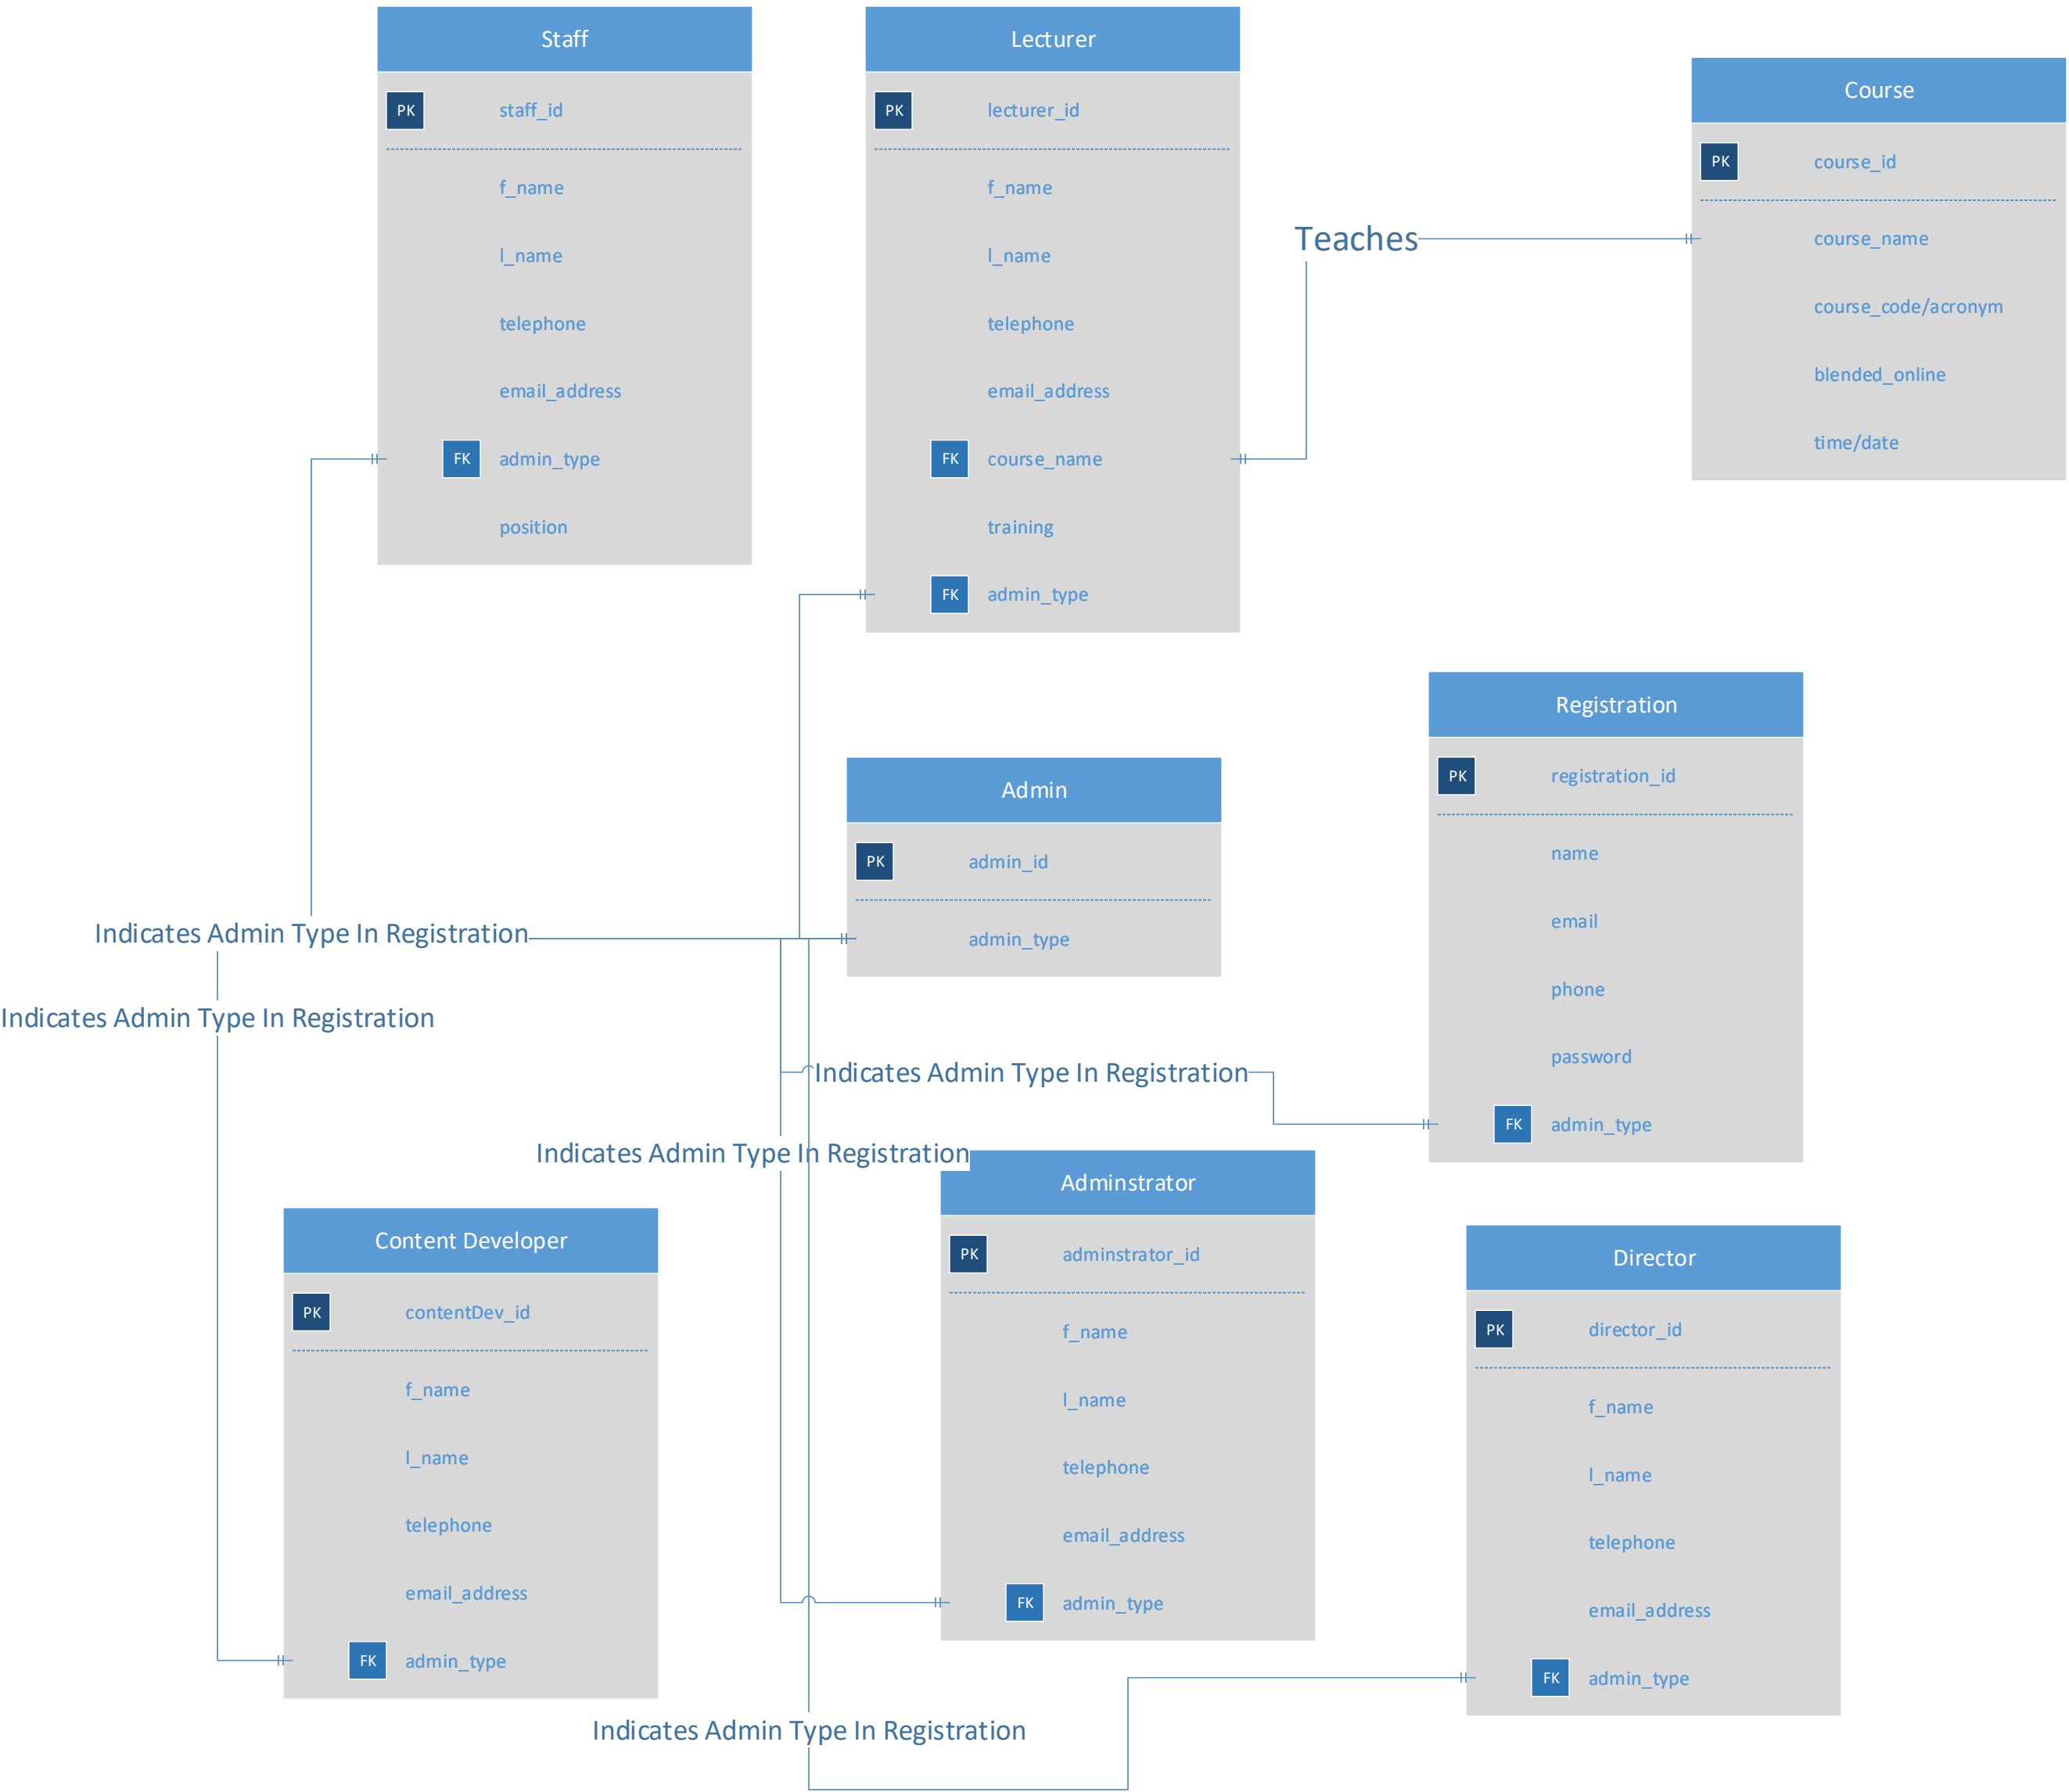 Staff
PK staff_id
f_name
l_name
telephone
email_address
FK admin_type
position
Lecturer
PK lecturer_id
f_name
l_name
telephone
email_address
FK course_name
training
FK admin_type
Course
PK course_id
course_name
course_code/acronym
blended_online
time/date
Teaches
Registration
PK registration_id
name
email
phone
password
FK admin_type
Admin
PK admin_id
admin_type
Indicates Admin Type In Registration
Indicates Admin Type In Registration
Indicates Admin Type In Registration
Indicates Admin Type In Registration
Content Developer
PK contentDev_id
f_name
l_name
telephone
email_address
FK admin_type
Adminstrator
PK adminstrator_id
f_name
l_name
telephone
email_address
FK admin_type
Director
PK director_id
f_name
l_name
telephone
email_address
FK admin_type
Indicates Admin Type In Registration